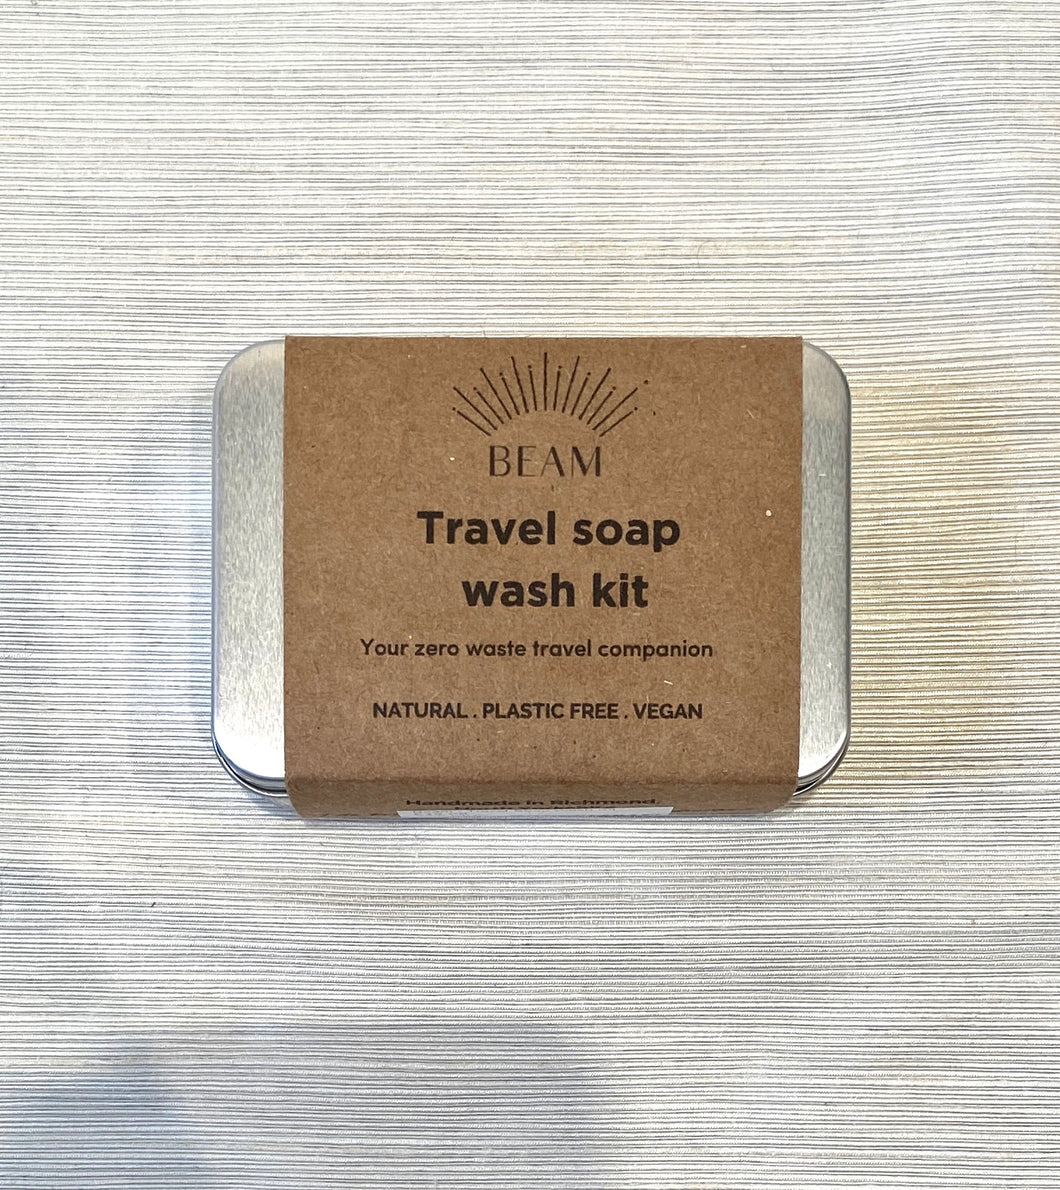 BEAM
Travel soap
wash kit
Your zero waste travel companion
NATURAL . PLASTIC FREE . VEGAN
Handmade in Richmond